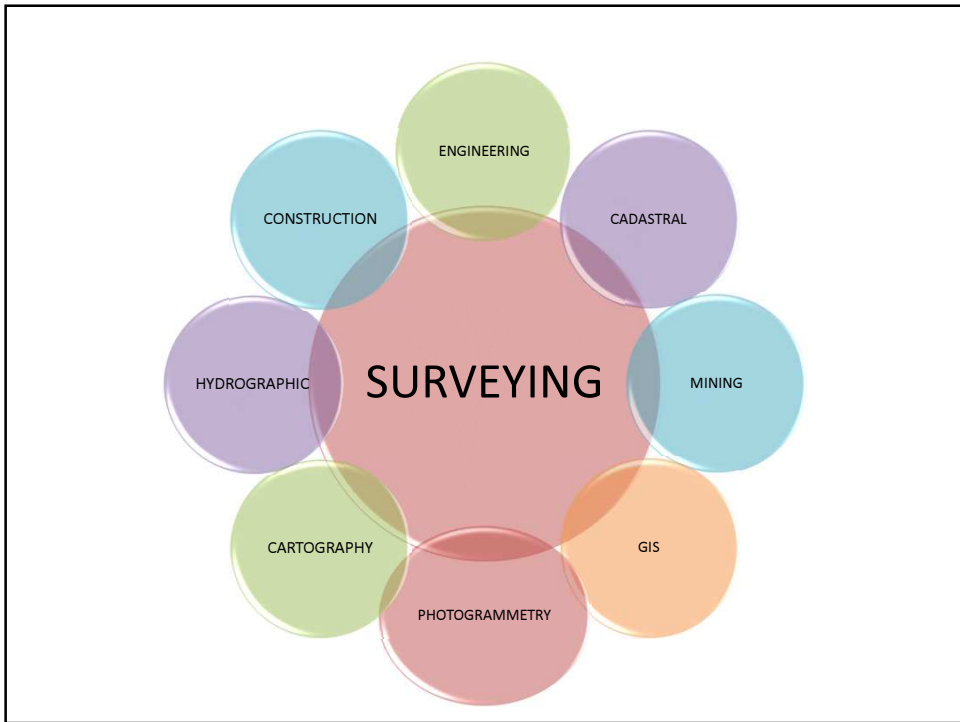 ENGINEERING
CONSTRUCTION
CADASTRAL
HYDROGRAPHIC
SURVEYING
MINING
CARTOGRAPHY
GIS
PHOTOGRAMMETRY